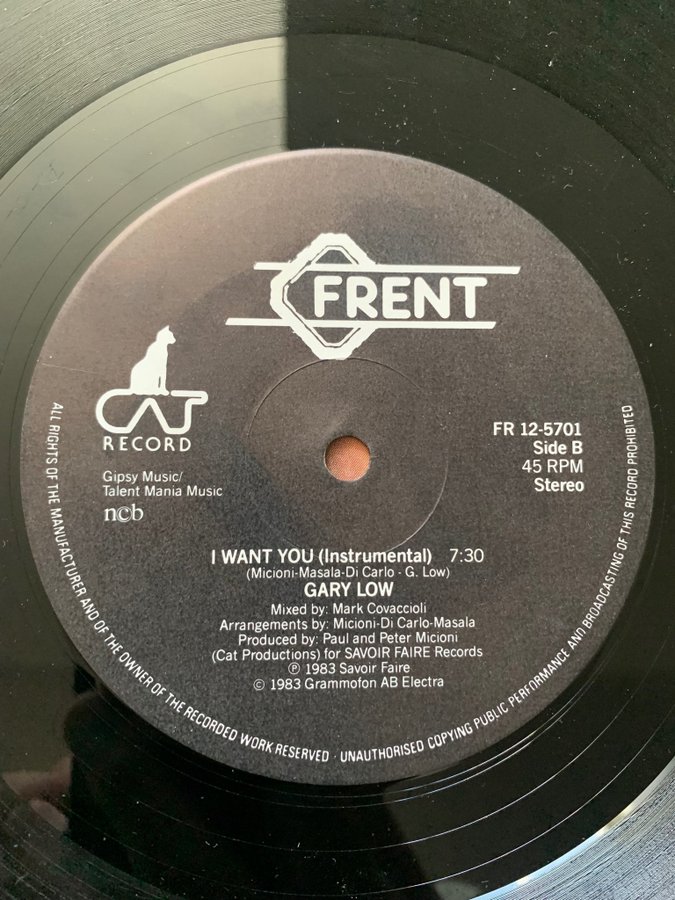 FRENT
CAT
RECORD
Gipsy Music/
Talent Mania Music
ncb
FR 12-5701
Side B
45 RPM
Stereo
I WANT YOU (Instrumental) 7:30
(Micioni-Masala-Di Carlo - G. Low)
GARY LOW
Mixed by: Mark Covaccioli
Arrangements by: Micioni-Di Carlo-Masala
Produced by: Paul and Peter Micioni
(Cat Productions) for SAVOIR FAIRE Records
℗ 1983 Savoir Faire
© 1983 Grammofon AB Electra
ALL RIGHTS OF THE MANUFACTURER AND OF THE OWNER OF THE RECORDED WORK RESERVED · UNAUTHORISED COPYING PUBLIC PERFORMANCE AND BROADCASTING OF THIS RECORD PROHIBITED